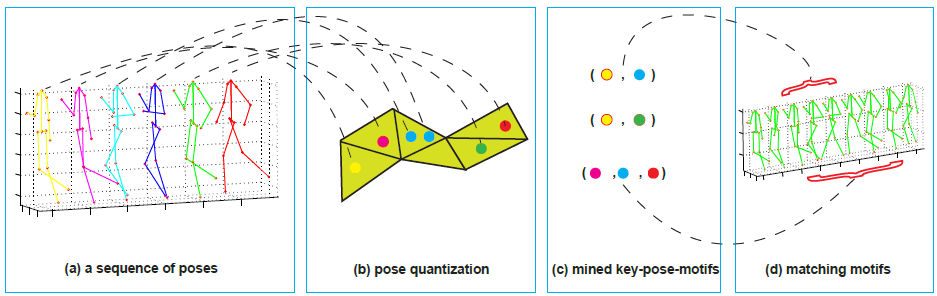 (a) a sequence of poses
(b) pose quantization
(c) mined key-pose-motifs
(d) matching motifs
( , )
( , )
( , , )